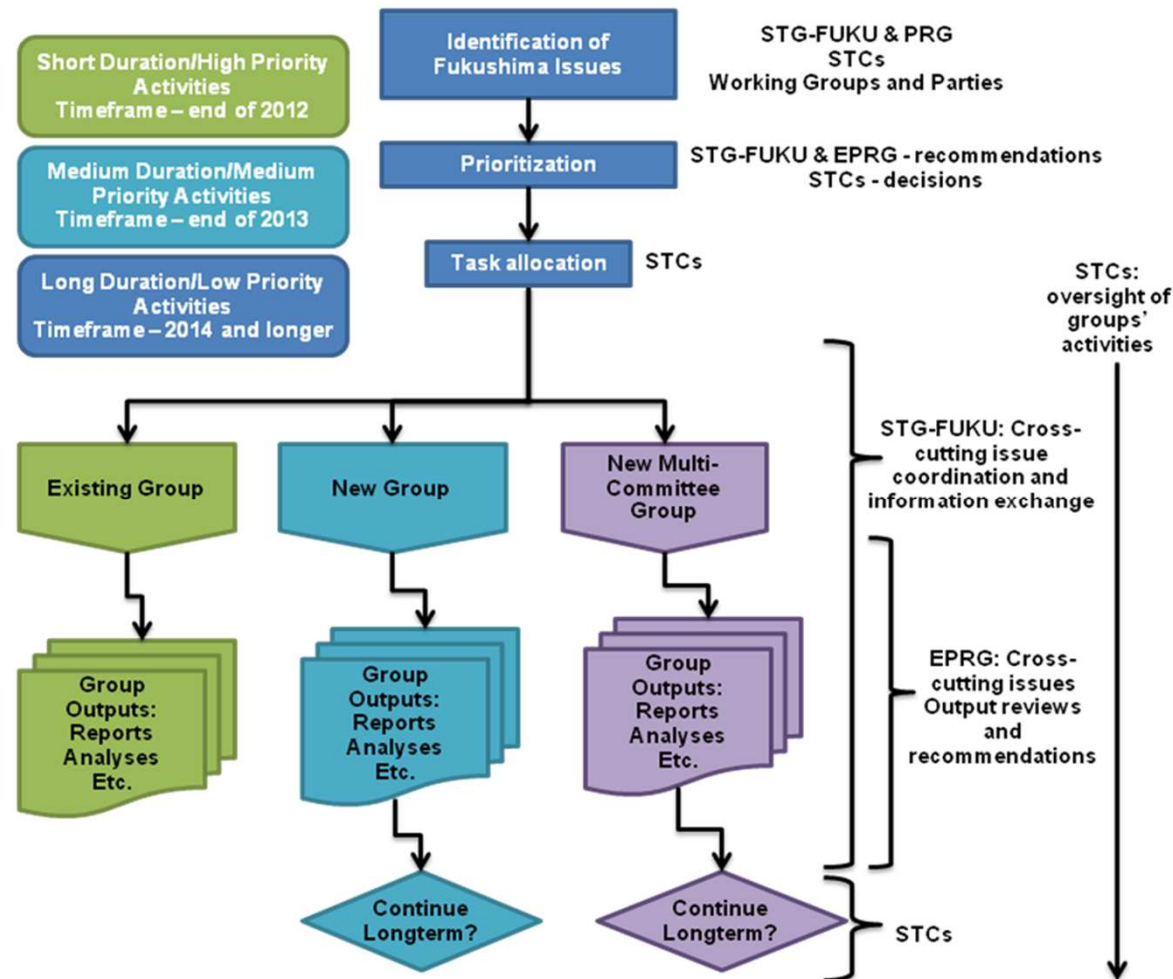 Short Duration/High Priority
Activities
Timeframe – end of 2012
Medium Duration/Medium
Priority Activities
Timeframe – end of 2013
Long Duration/Low Priority
Activities
Timeframe – 2014 and longer
Identification of
Fukushima Issues
STG-FUKU & PRG
STCs
Working Groups and Parties
Prioritization
STG-FUKU & EPRG - recommendations
STCs - decisions
Task allocation
STCs
STCs:
oversight of
groups’
activities
Existing Group
New Group
New Multi-
Committee
Group
STG-FUKU: Cross-
cutting issue
coordination and
information exchange
Group
Outputs:
Reports
Analyses
Etc.
Group
Outputs:
Reports
Analyses
Etc.
Group
Outputs:
Reports
Analyses
Etc.
EPRG: Cross-
cutting issues
Output reviews
and
recommendations
Continue
Longterm?
Continue
Longterm?
STCs